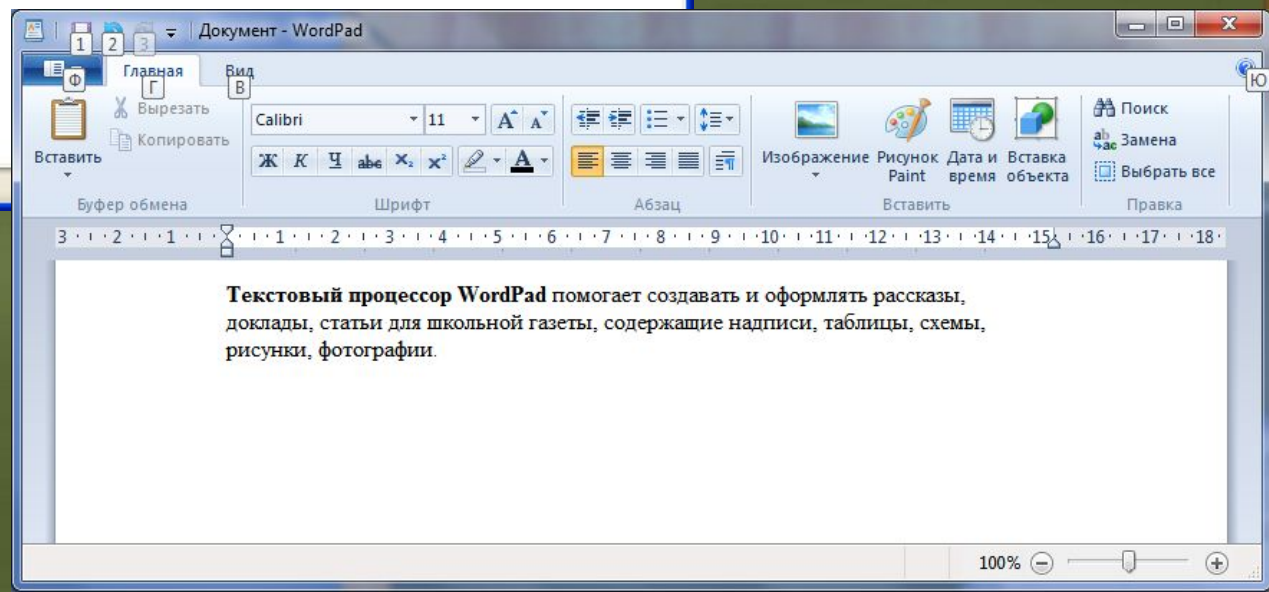 1 2 3 Документ - WordPad
Ф Главная Вид Ю
Г В
Вставить
Вырезать
Копировать
Буфер обмена
Calibri 11 A A
Ж К Ч abc X₂ x² A
Шрифт
Абзац
Изображение
Рисунок Paint
Дата и время
Вставка объекта
Вставить
Поиск
ab ac Замена
Выбрать все
Правка
3 2 1 1 2 3 4 5 6 7 8 9 10 11 12 13 14 15 16 17 18
Текстовый процессор WordPad помогает создавать и оформлять рассказы,
доклады, статьи для школьной газеты, содержащие надписи, таблицы, схемы,
рисунки, фотографии.
100%